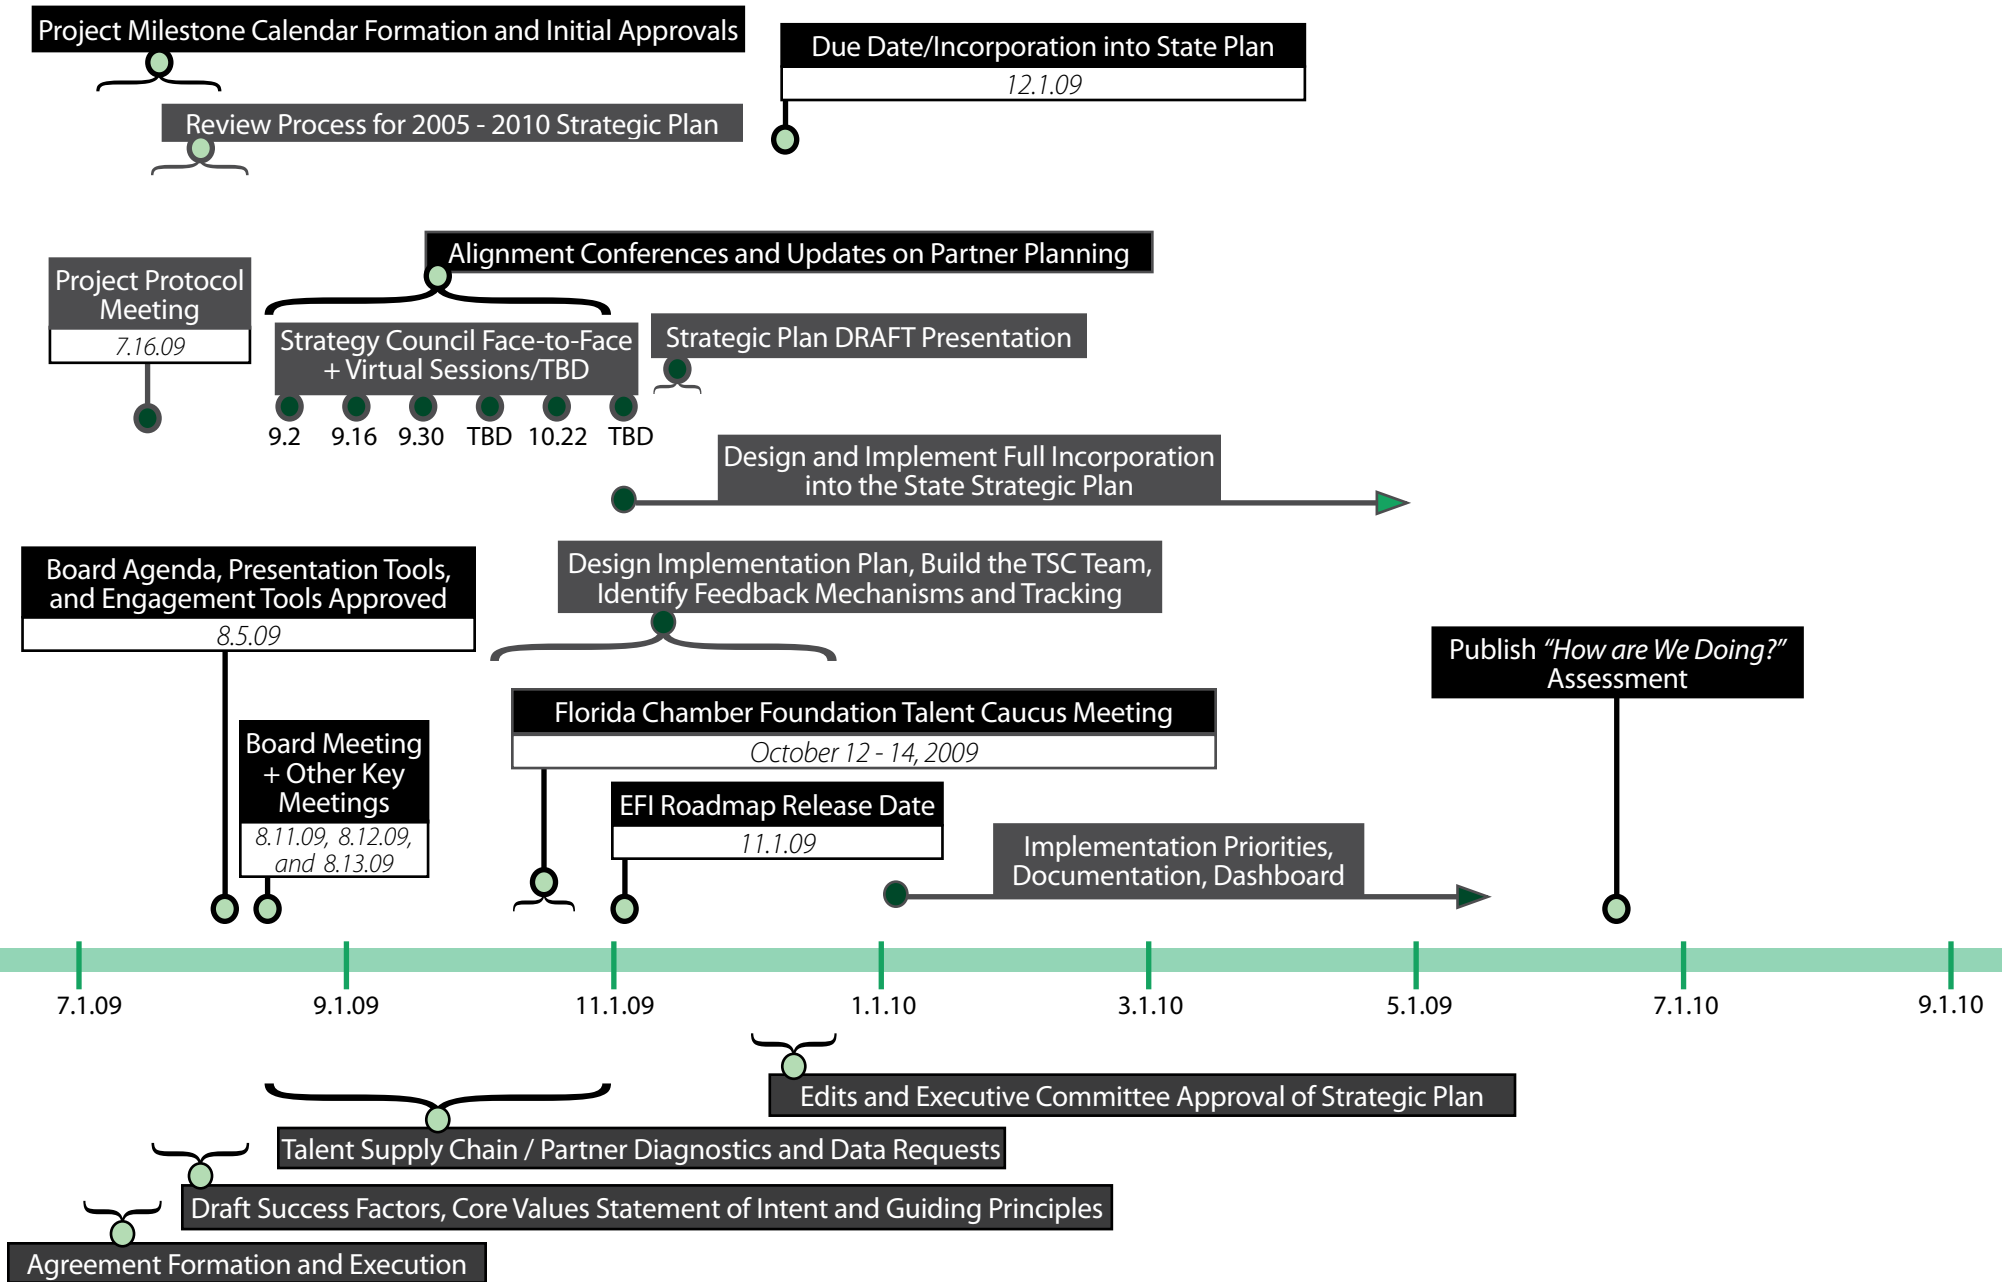 Project Milestone Calendar Formation and Initial Approvals
Due Date/Incorporation into State Plan
12.1.09
Review Process for 2005 - 2010 Strategic Plan
Alignment Conferences and Updates on Partner Planning
Project Protocol
Meeting
7.16.09
Strategy Council Face-to-Face
+ Virtual Sessions/TBD
9.2 9.16 9.30 TBD 10.22 TBD
Strategic Plan DRAFT Presentation
Design and Implement Full Incorporation
into the State Strategic Plan
Board Agenda, Presentation Tools,
and Engagement Tools Approved
8.5.09
Design Implementation Plan, Build the TSC Team,
Identify Feedback Mechanisms and Tracking
Publish “How are We Doing?”
Assessment
Florida Chamber Foundation Talent Caucus Meeting
October 12 - 14, 2009
Board Meeting
+ Other Key
Meetings
8.11.09, 8.12.09,
and 8.13.09
EFI Roadmap Release Date
11.1.09
Implementation Priorities,
Documentation, Dashboard
7.1.09 9.1.09 11.1.09 1.1.10 3.1.10 5.1.09 7.1.10 9.1.10
Edits and Executive Committee Approval of Strategic Plan
Talent Supply Chain / Partner Diagnostics and Data Requests
Draft Success Factors, Core Values Statement of Intent and Guiding Principles
Agreement Formation and Execution